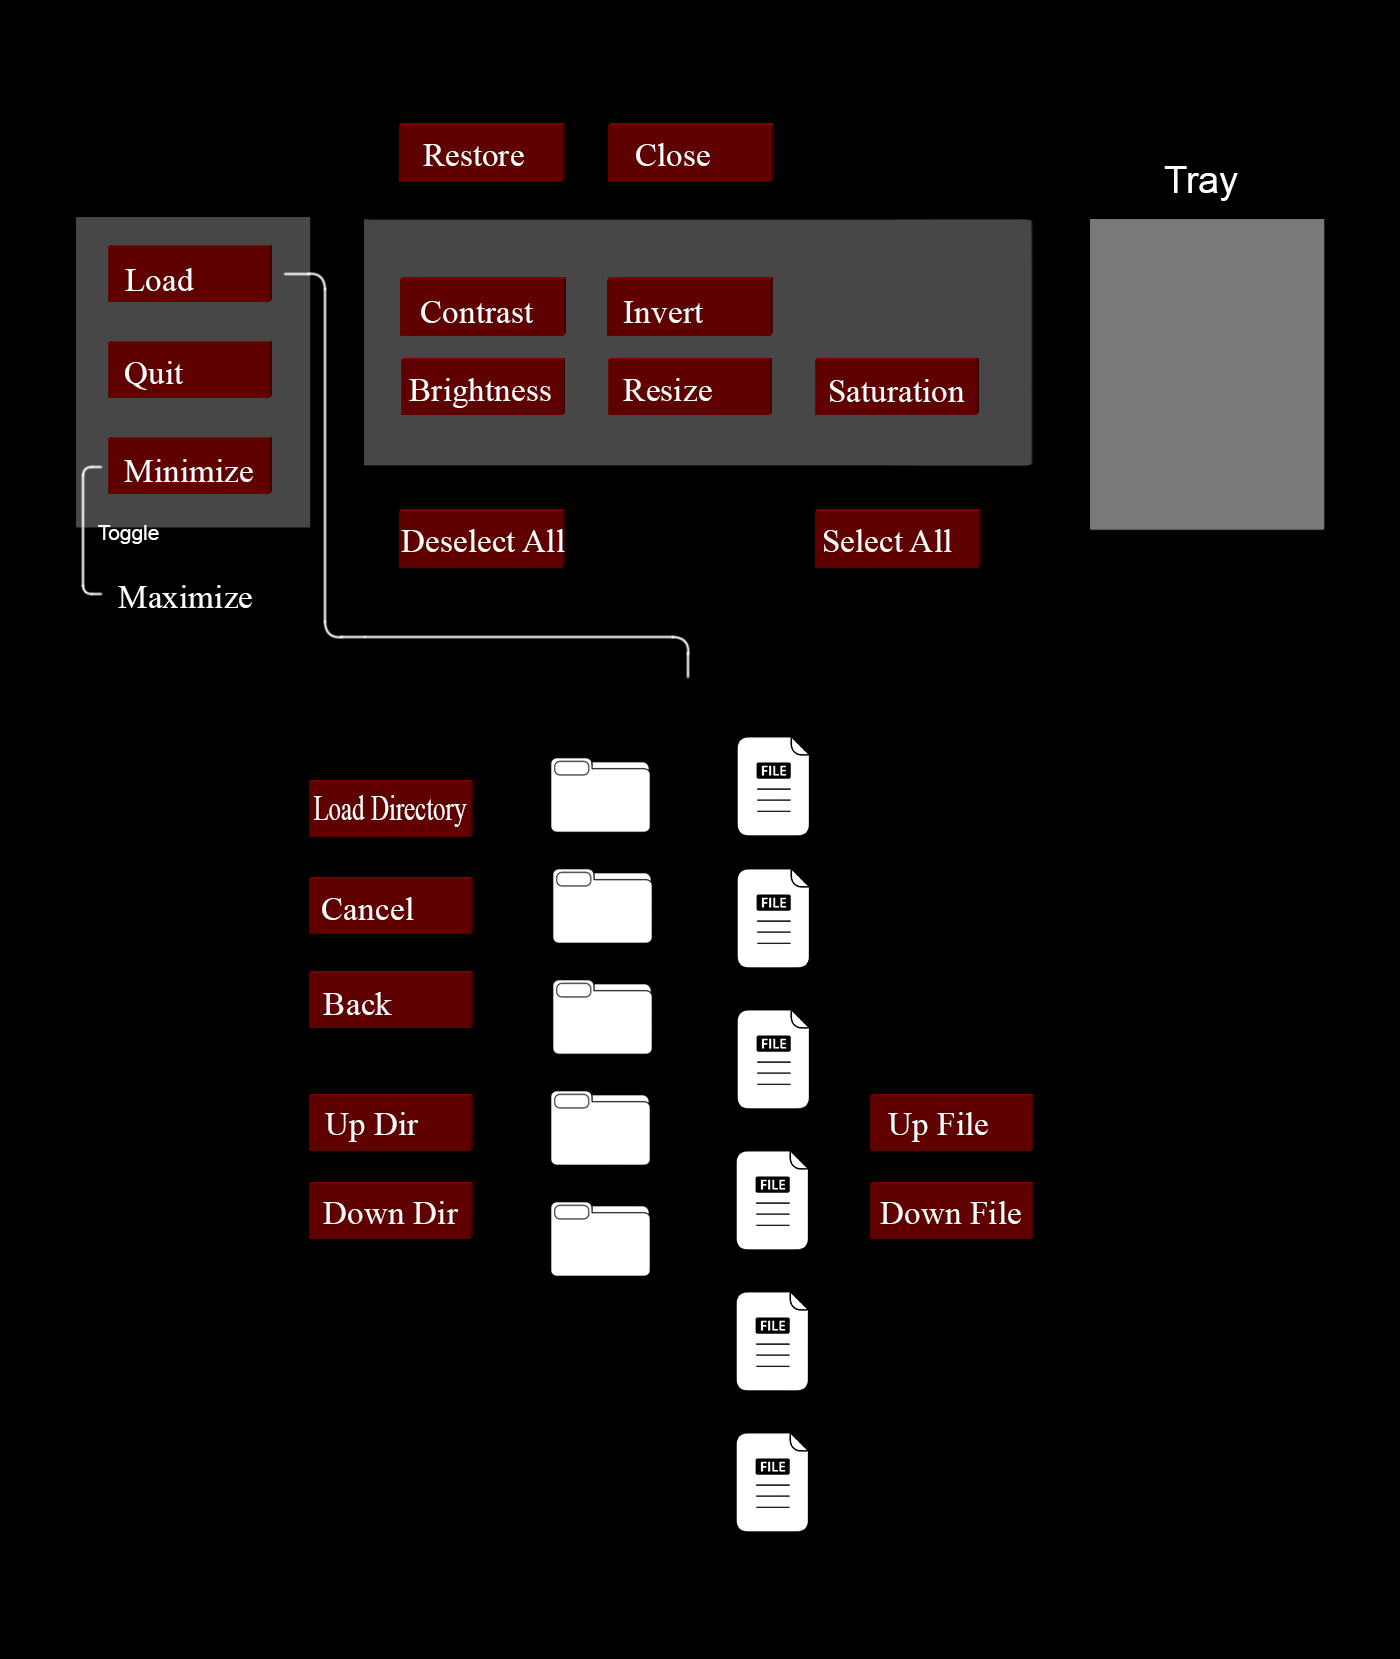 Restore
Close
Tray
Load
Quit
Minimize
Toggle
Maximize
Contrast
Invert
Brightness
Resize
Saturation
Deselect All
Select All
Load Directory
Cancel
Back
Up Dir
Down Dir
FILE
FILE
FILE
FILE
FILE
FILE
Up File
Down File